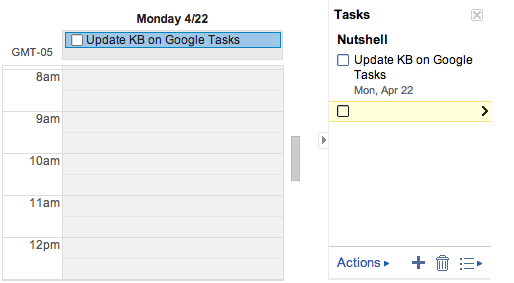 Monday 4/22
GMT-05
Update KB on Google Tasks
8am
9am
10am
11am
12pm
Tasks
Nutshell
Update KB on Google
Tasks
Mon, Apr 22
Actions